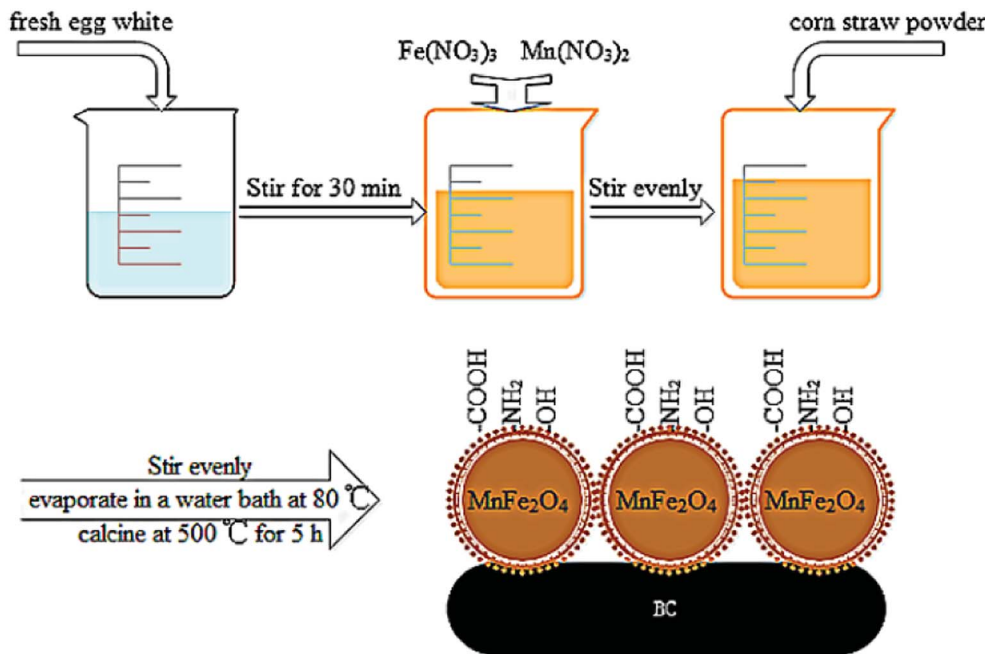 fresh egg white
Fe(NO₃)₃ Mn(NO₃)₂
corn straw powder
Stir for 30 min
Stir evenly
Stir evenly
evaporate in a water bath at 80 ℃
calcine at 500 ℃ for 5 h
-COOH
-NH₂
-OH
-COOH
-NH₂
-OH
-COOH
-NH₂
-OH
MnFe₂O₄
MnFe₂O₄
MnFe₂O₄
BC